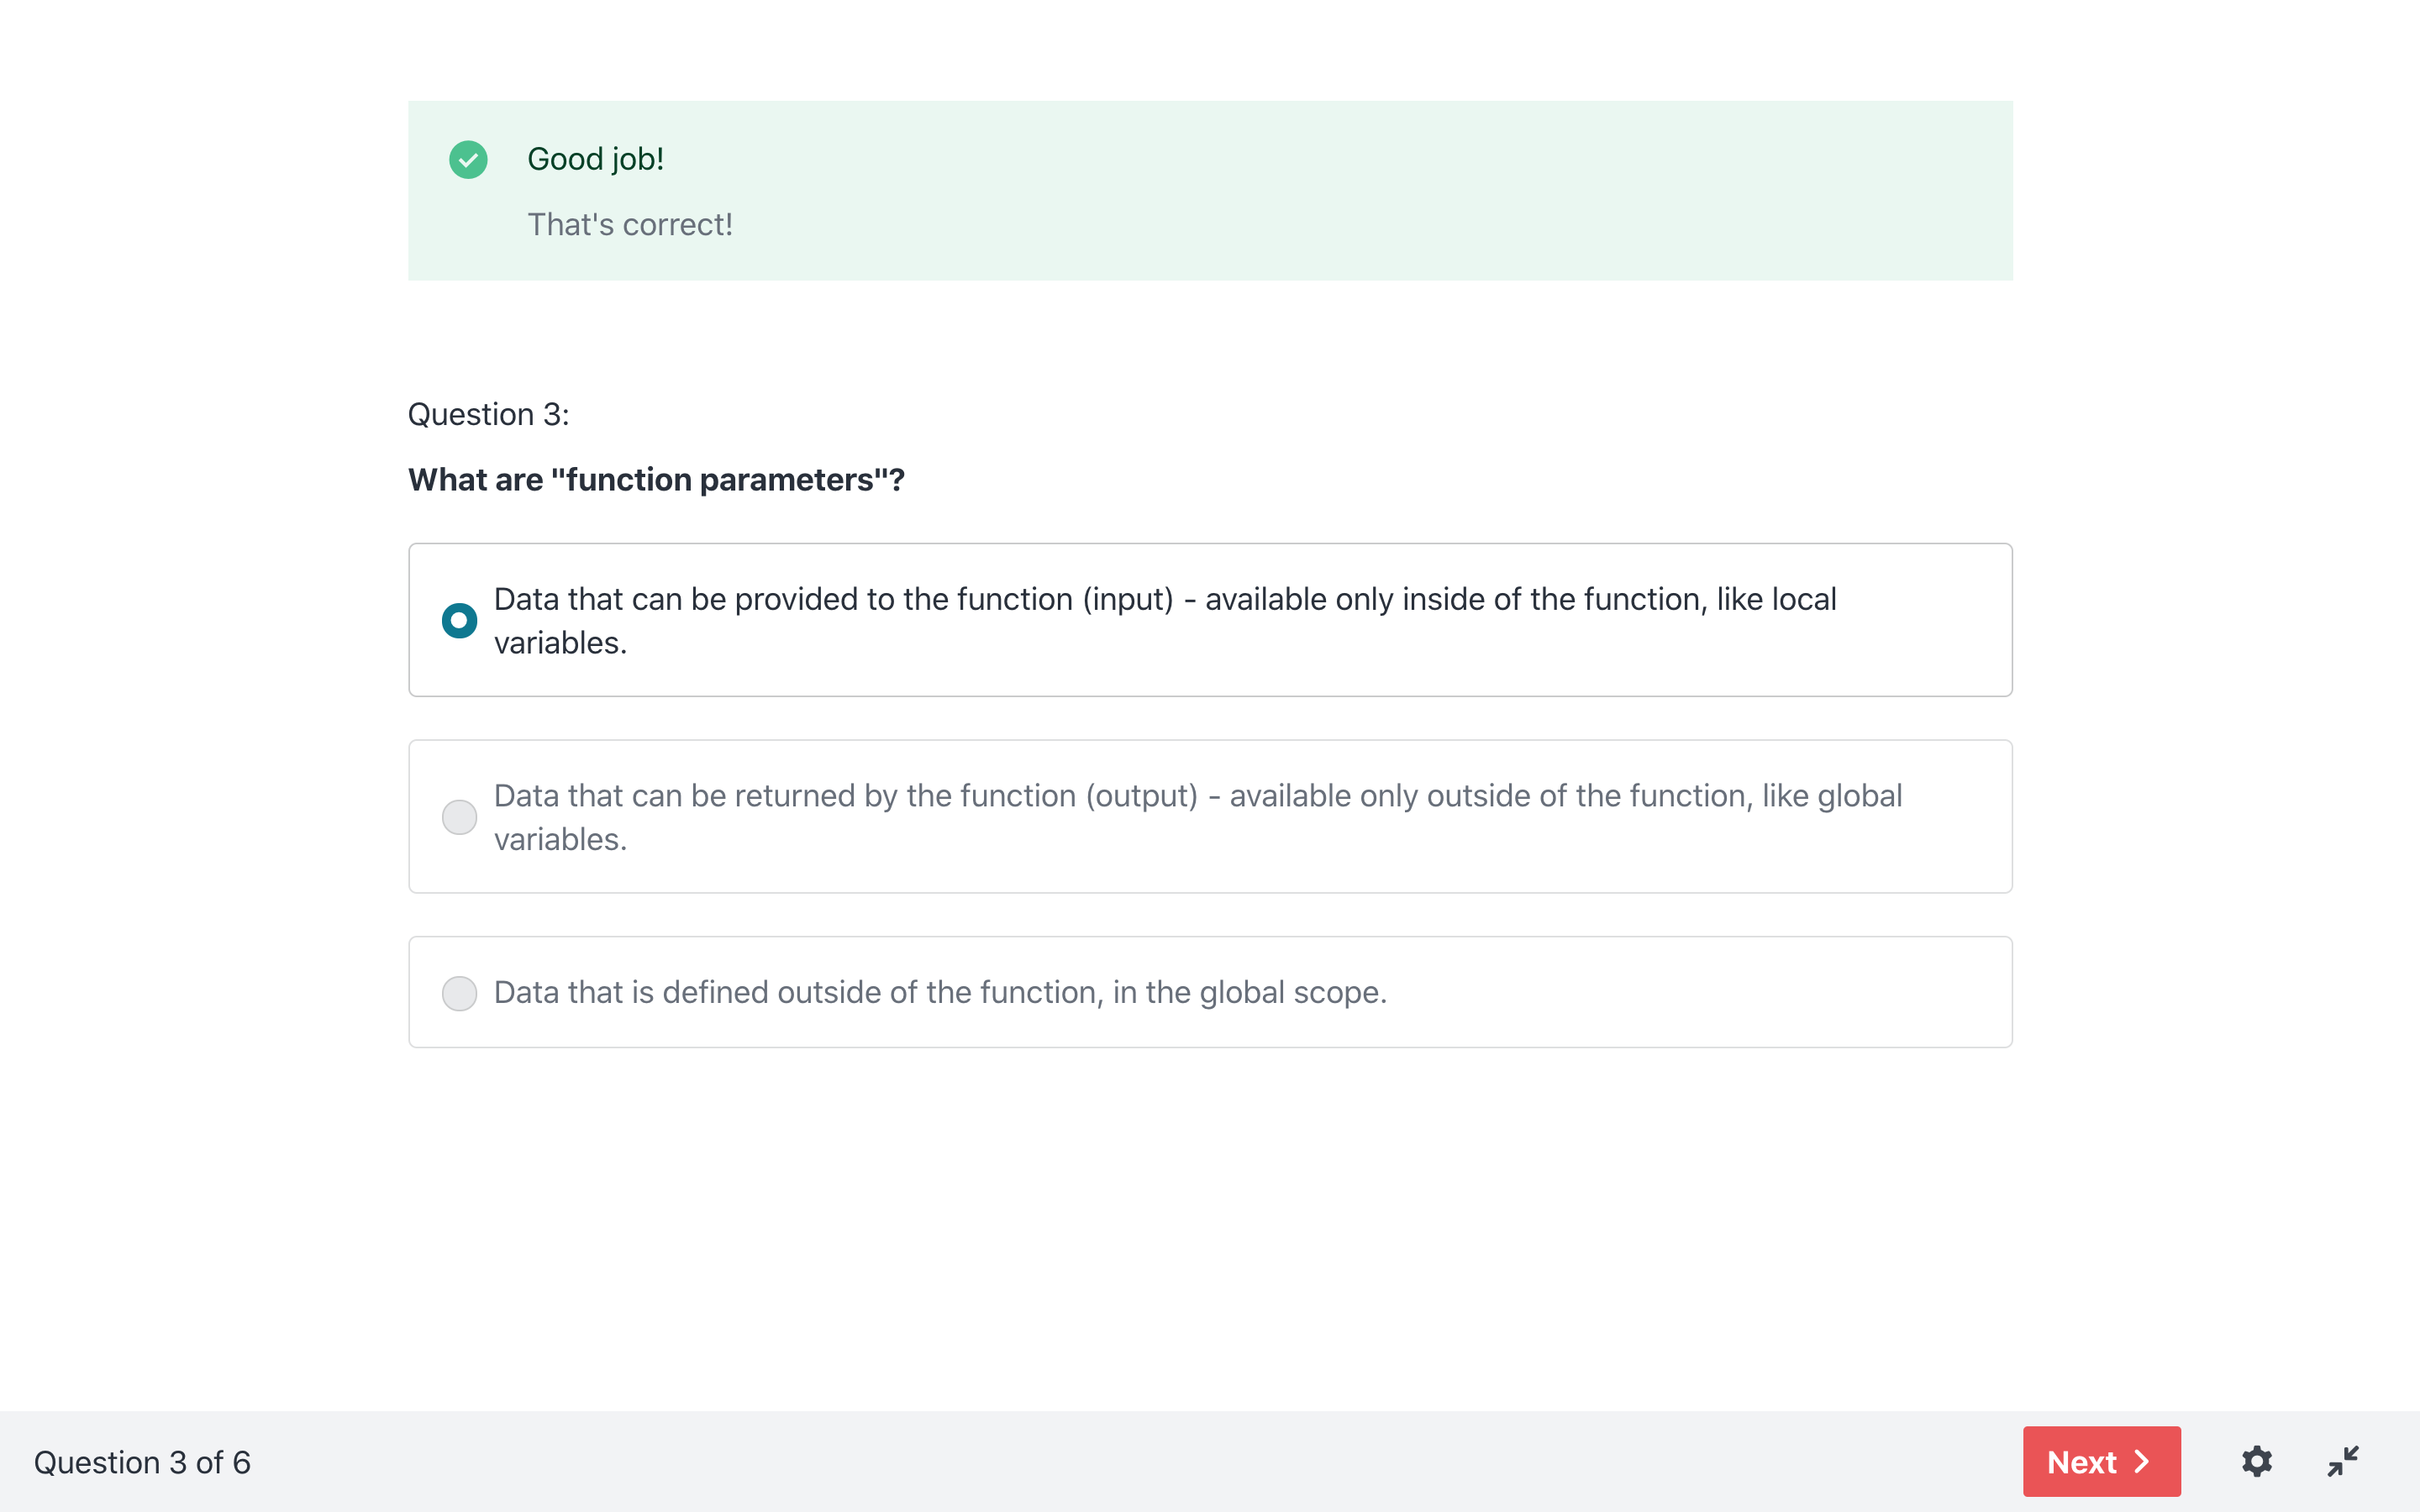 Good job!
That's correct!
Question 3:
What are "function parameters"?
Data that can be provided to the function (input) - available only inside of the function, like local
variables.
Data that can be returned by the function (output) - available only outside of the function, like global
variables.
Data that is defined outside of the function, in the global scope.
Question 3 of 6
Next